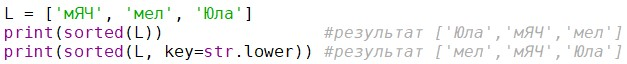 L = ['мЯЧ', 'мел', 'Юла']
print(sorted(L)) #результат ['Юла','мЯЧ','мел']
print(sorted(L, key=str.lower)) #результат ['мел','мЯЧ','Юла']